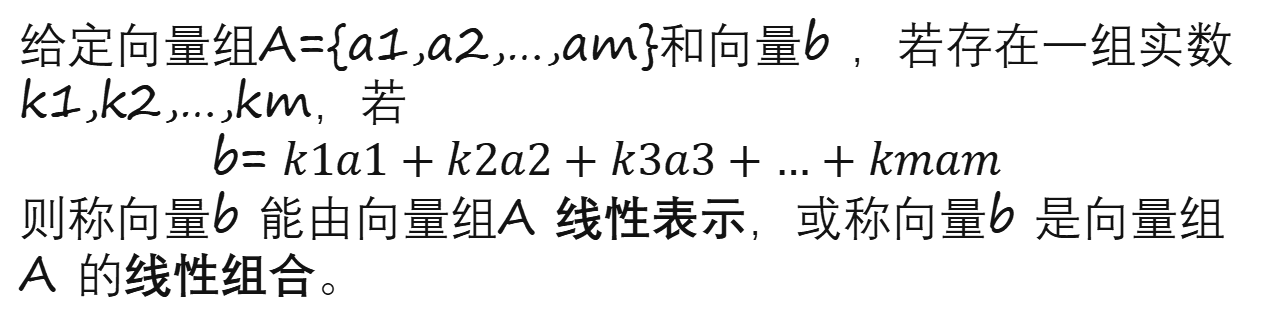 给定向量组A={a1,a2,...,am}和向量b ，若存在一组实数
k1,k2,...,km，若
b= k1a1 + k2a2 + k3a3 + ... + kmam
则称向量b 能由向量组A 线性表示，或称向量b 是向量组
A 的线性组合。